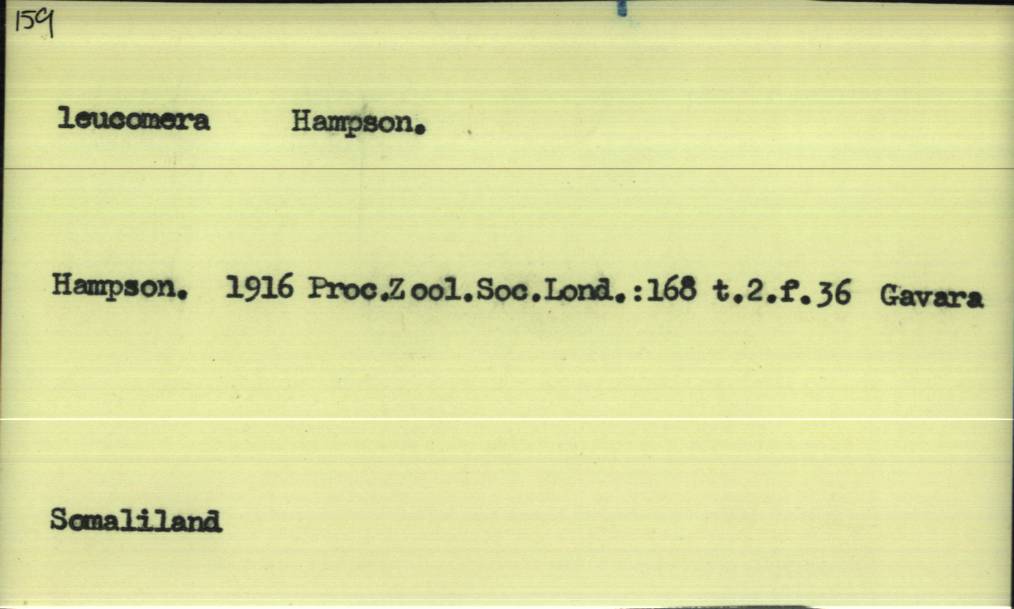 159
leucomera Hampson.
Hampson. 1916 Proc.Zool.Soc.Lond.:168 t.2.f.36 Gavara
Somaliland